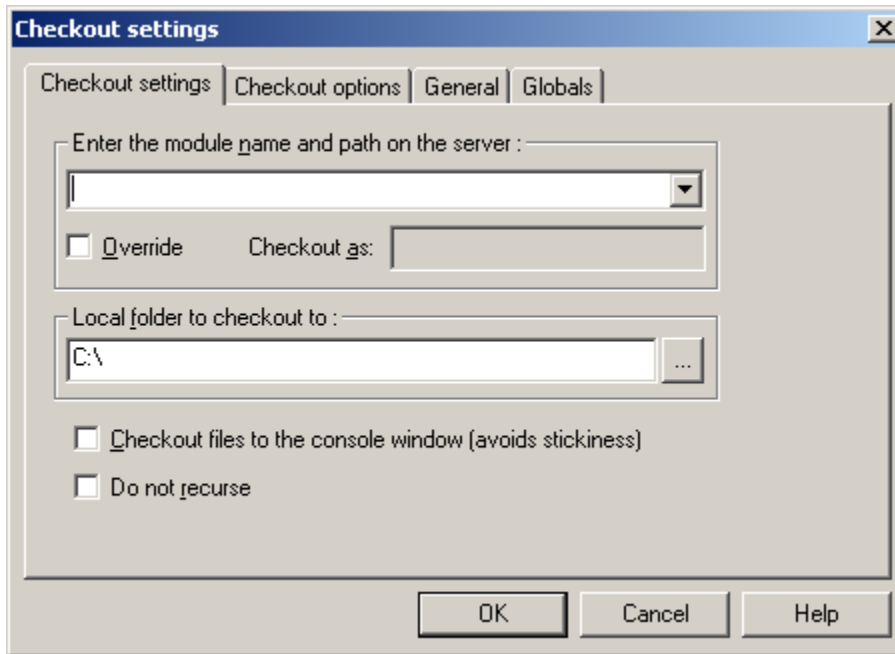 Checkout settings
Checkout settings Checkout options General Globals
Enter the module name and path on the server :
Override Checkout as:
Local folder to checkout to :
C:\
...
Checkout files to the console window (avoids stickiness)
Do not recurse
OK Cancel Help